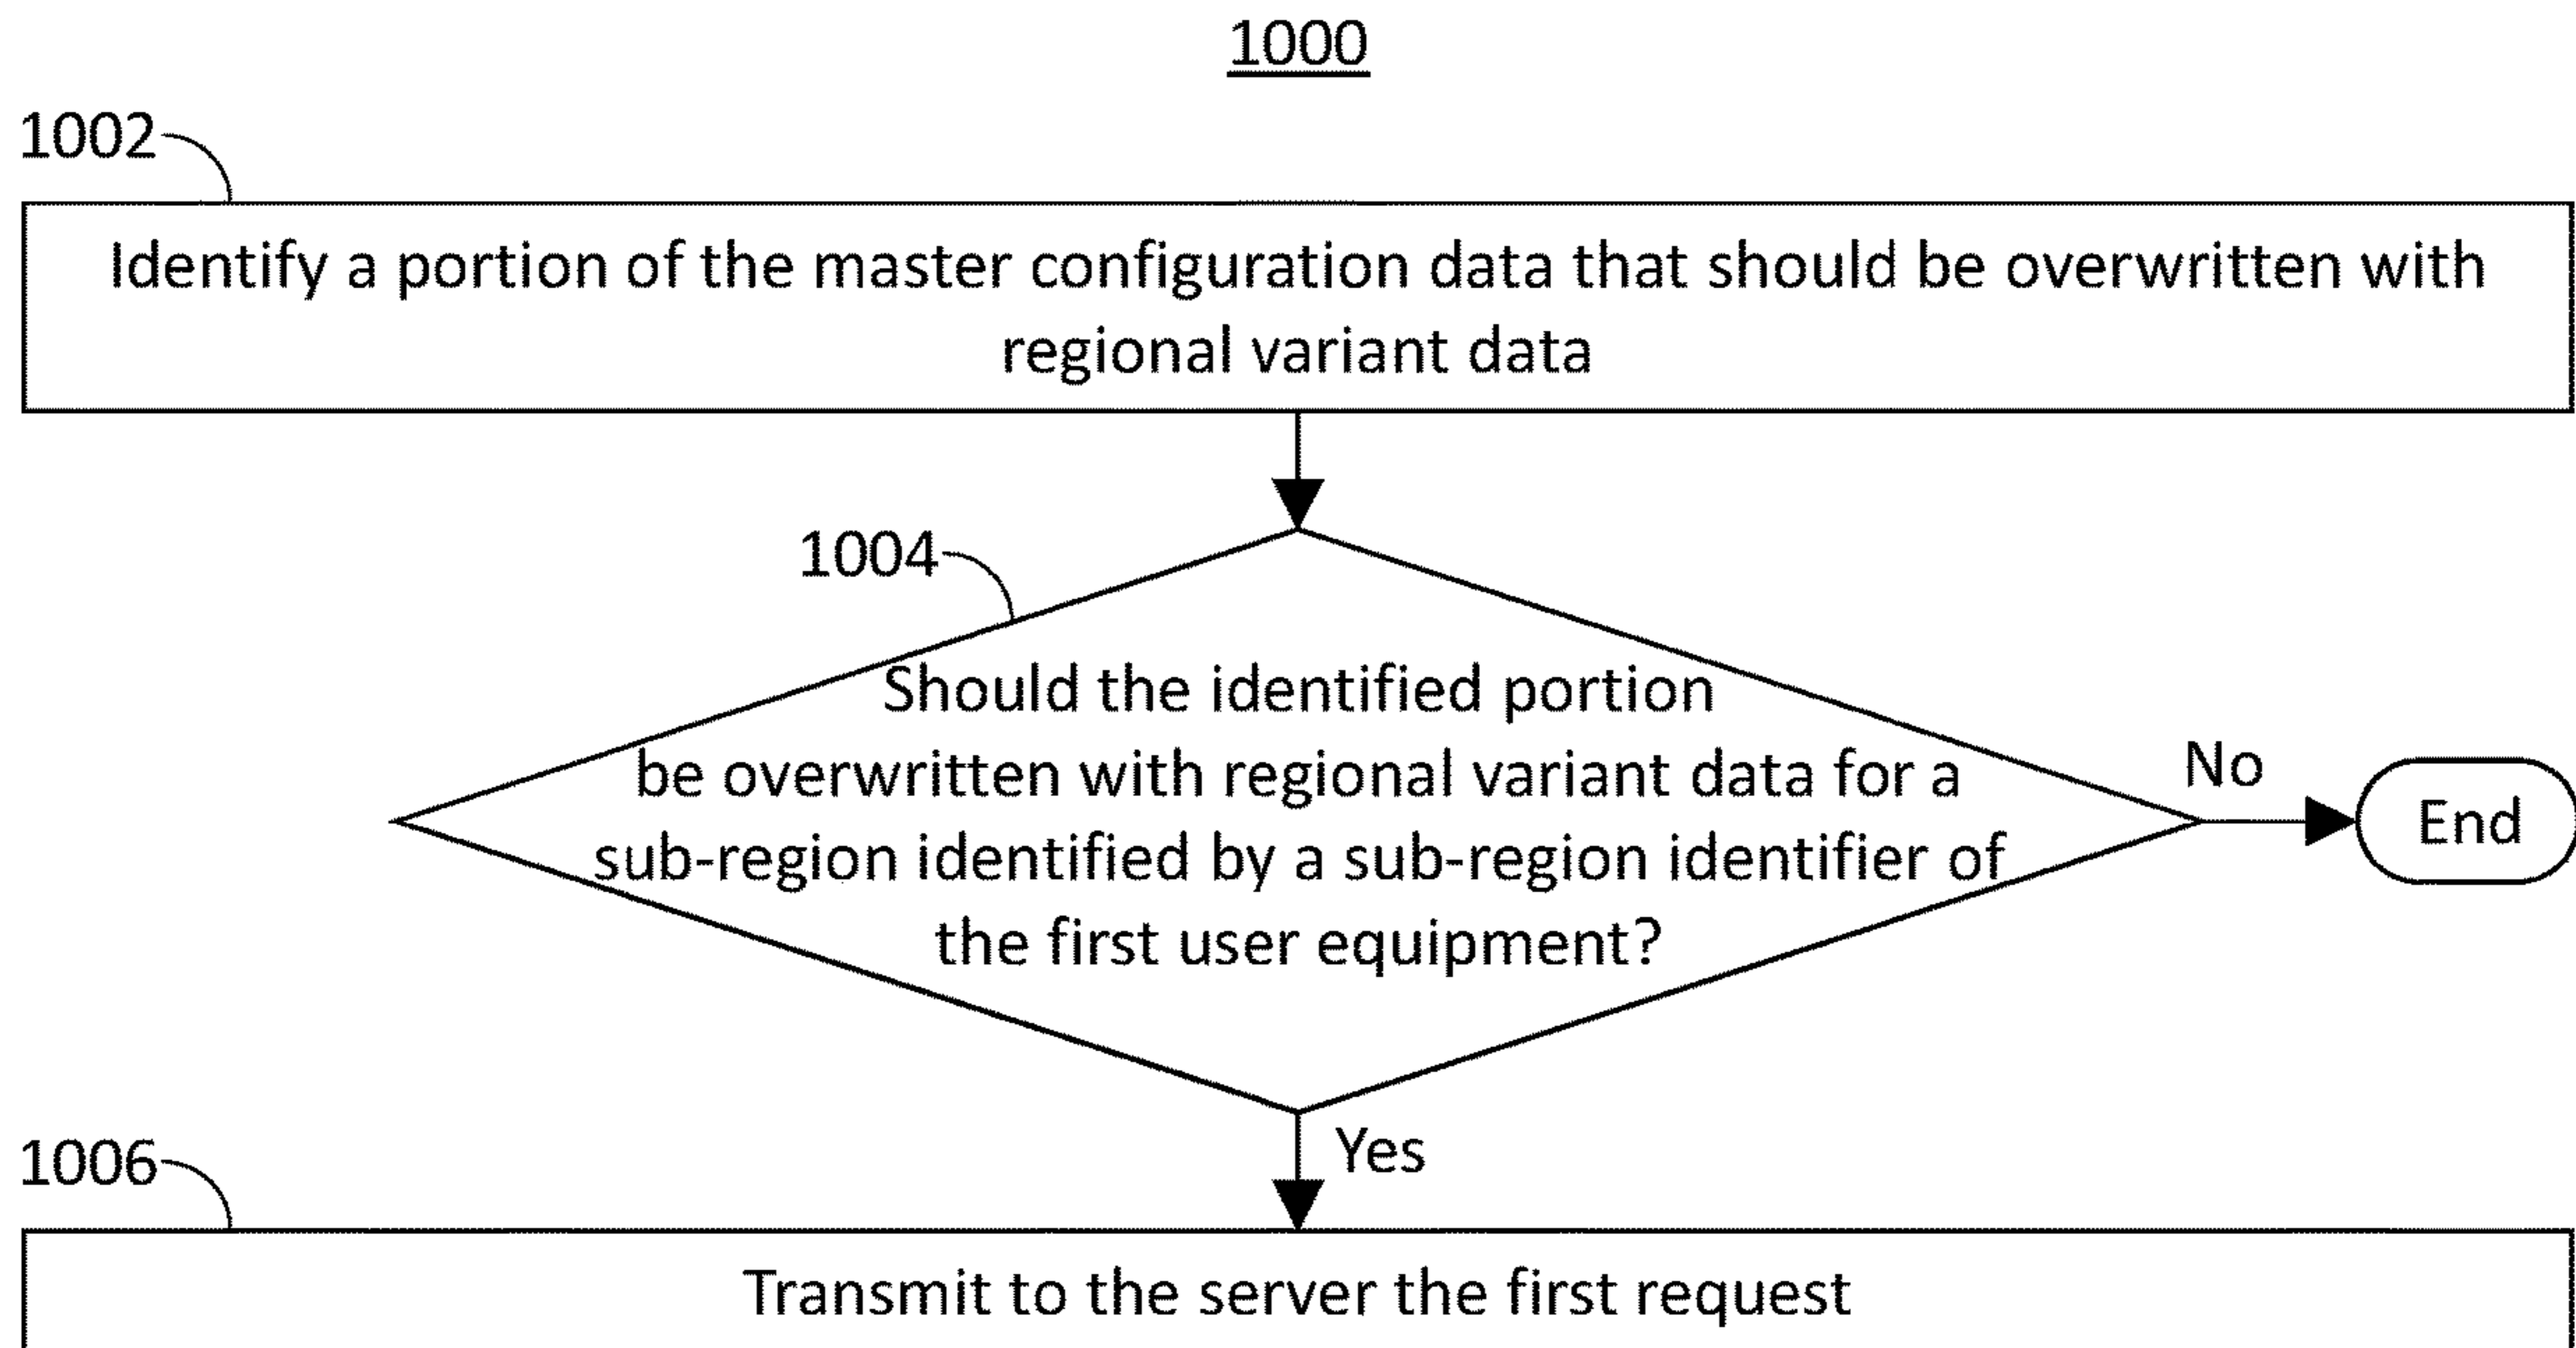 1000
1002
Identify a portion of the master configuration data that should be overwritten with
regional variant data
1004
Should the identified portion
be overwritten with regional variant data for a
sub-region identified by a sub-region identifier of
the first user equipment?
No
End
Yes
1006
Transmit to the server the first request